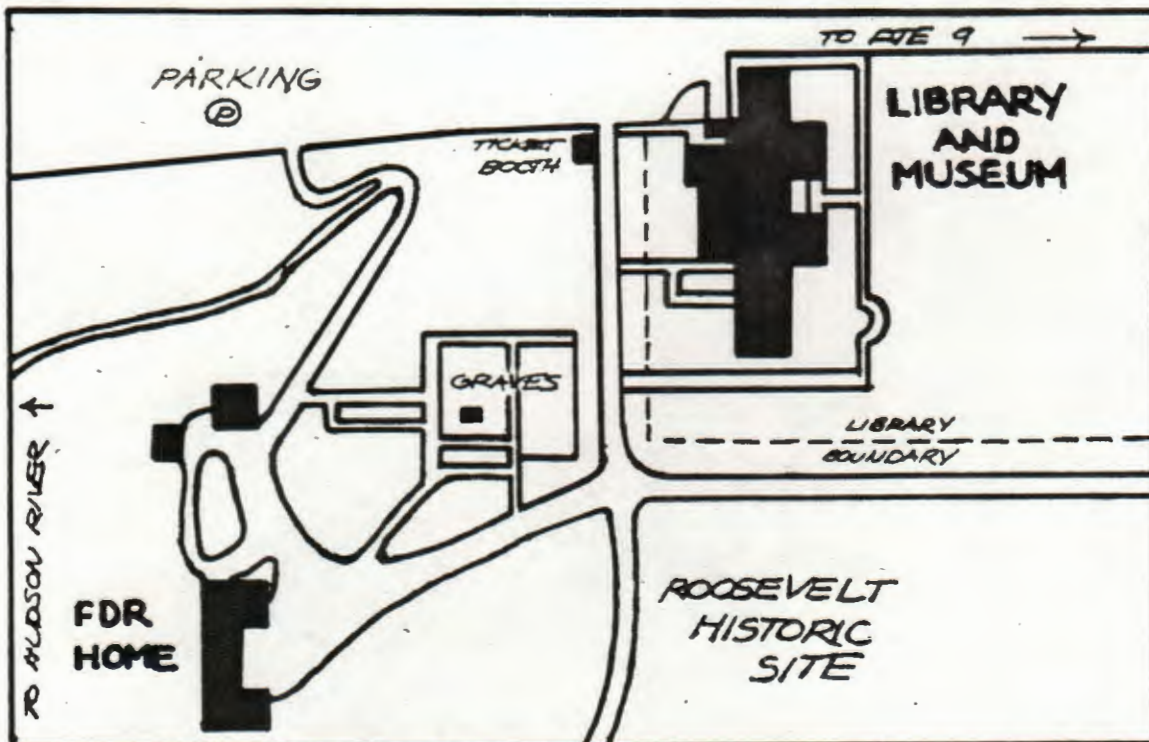 TO RTE 9
PARKING
P
LIBRARY
AND
MUSEUM
TICKET
BOOTH
GRAVES
LIBRARY
BOUNDARY
TO HUDSON RIVER
FDR
HOME
ROOSEVELT
HISTORIC
SITE